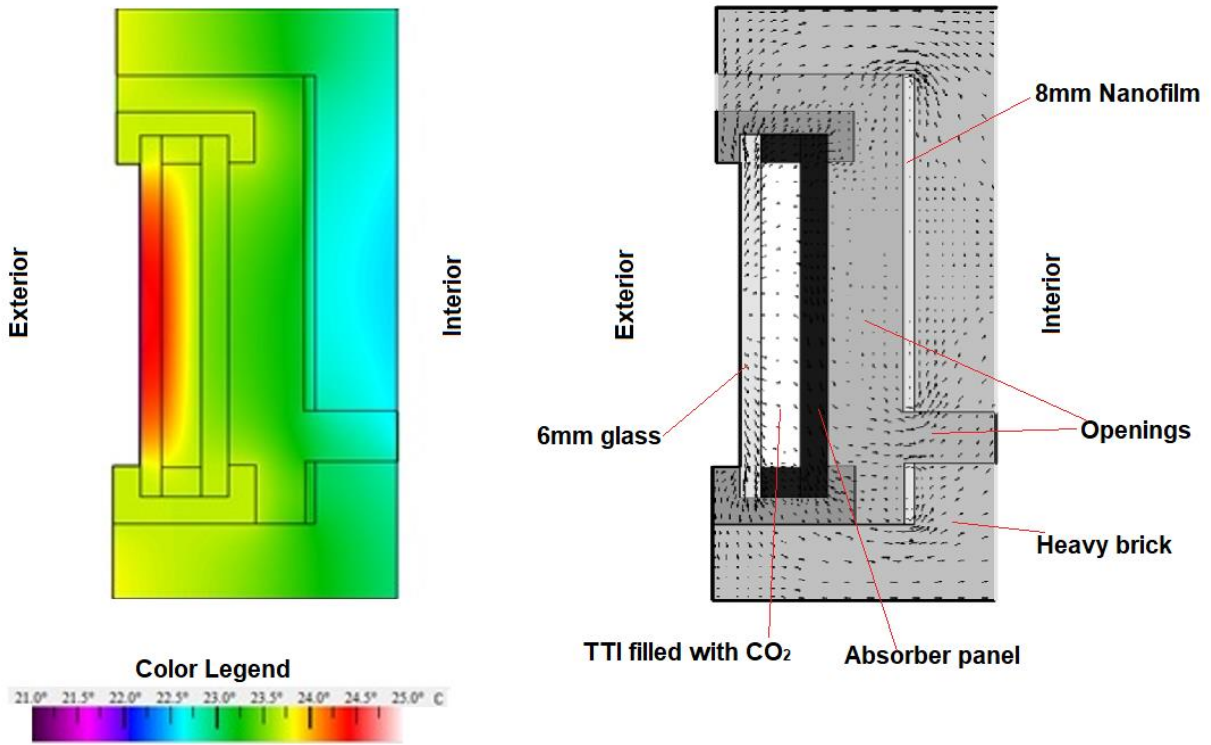 Exterior
Interior
Color Legend
21.0° 21.5° 22.0° 22.5° 23.0° 23.5° 24.0° 24.5° 25.0° C
8mm Nanofilm
Exterior
Interior
6mm glass
Openings
Heavy brick
TTI filled with CO₂
Absorber panel